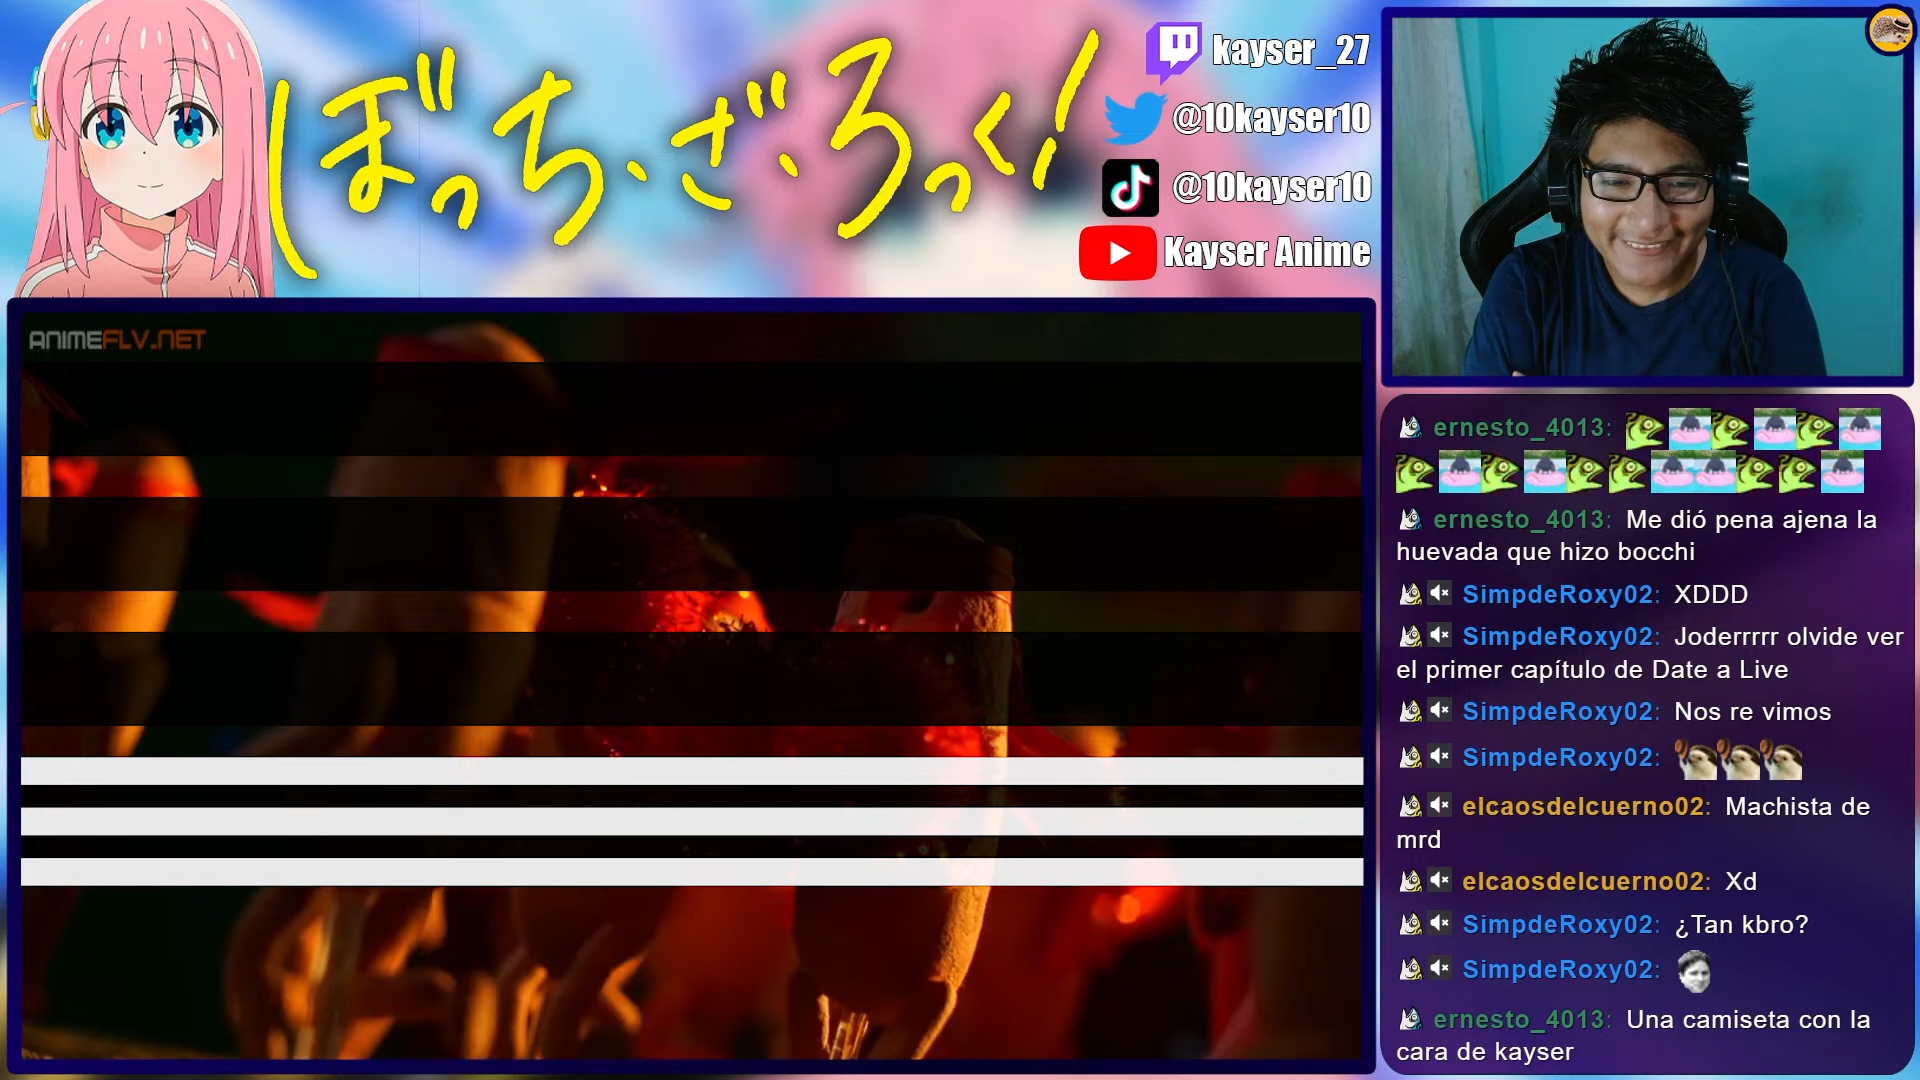 ぼっち・ざ・ろっく!
kayser_27
@10kayser10
@10kayser10
Kayser Anime
ANIMEFLV.NET
ernesto_4013:
ernesto_4013: Me dió pena ajena la
huevada que hizo bocchi
SimpdeRoxy02: XDDD
SimpdeRoxy02: Joderrrrr olvide ver
el primer capítulo de Date a Live
SimpdeRoxy02: Nos re vimos
SimpdeRoxy02:
elcaosdelcuerno02: Machista de
mrd
elcaosdelcuerno02: Xd
SimpdeRoxy02: ¿Tan kbro?
SimpdeRoxy02:
ernesto_4013: Una camiseta con la
cara de kayser